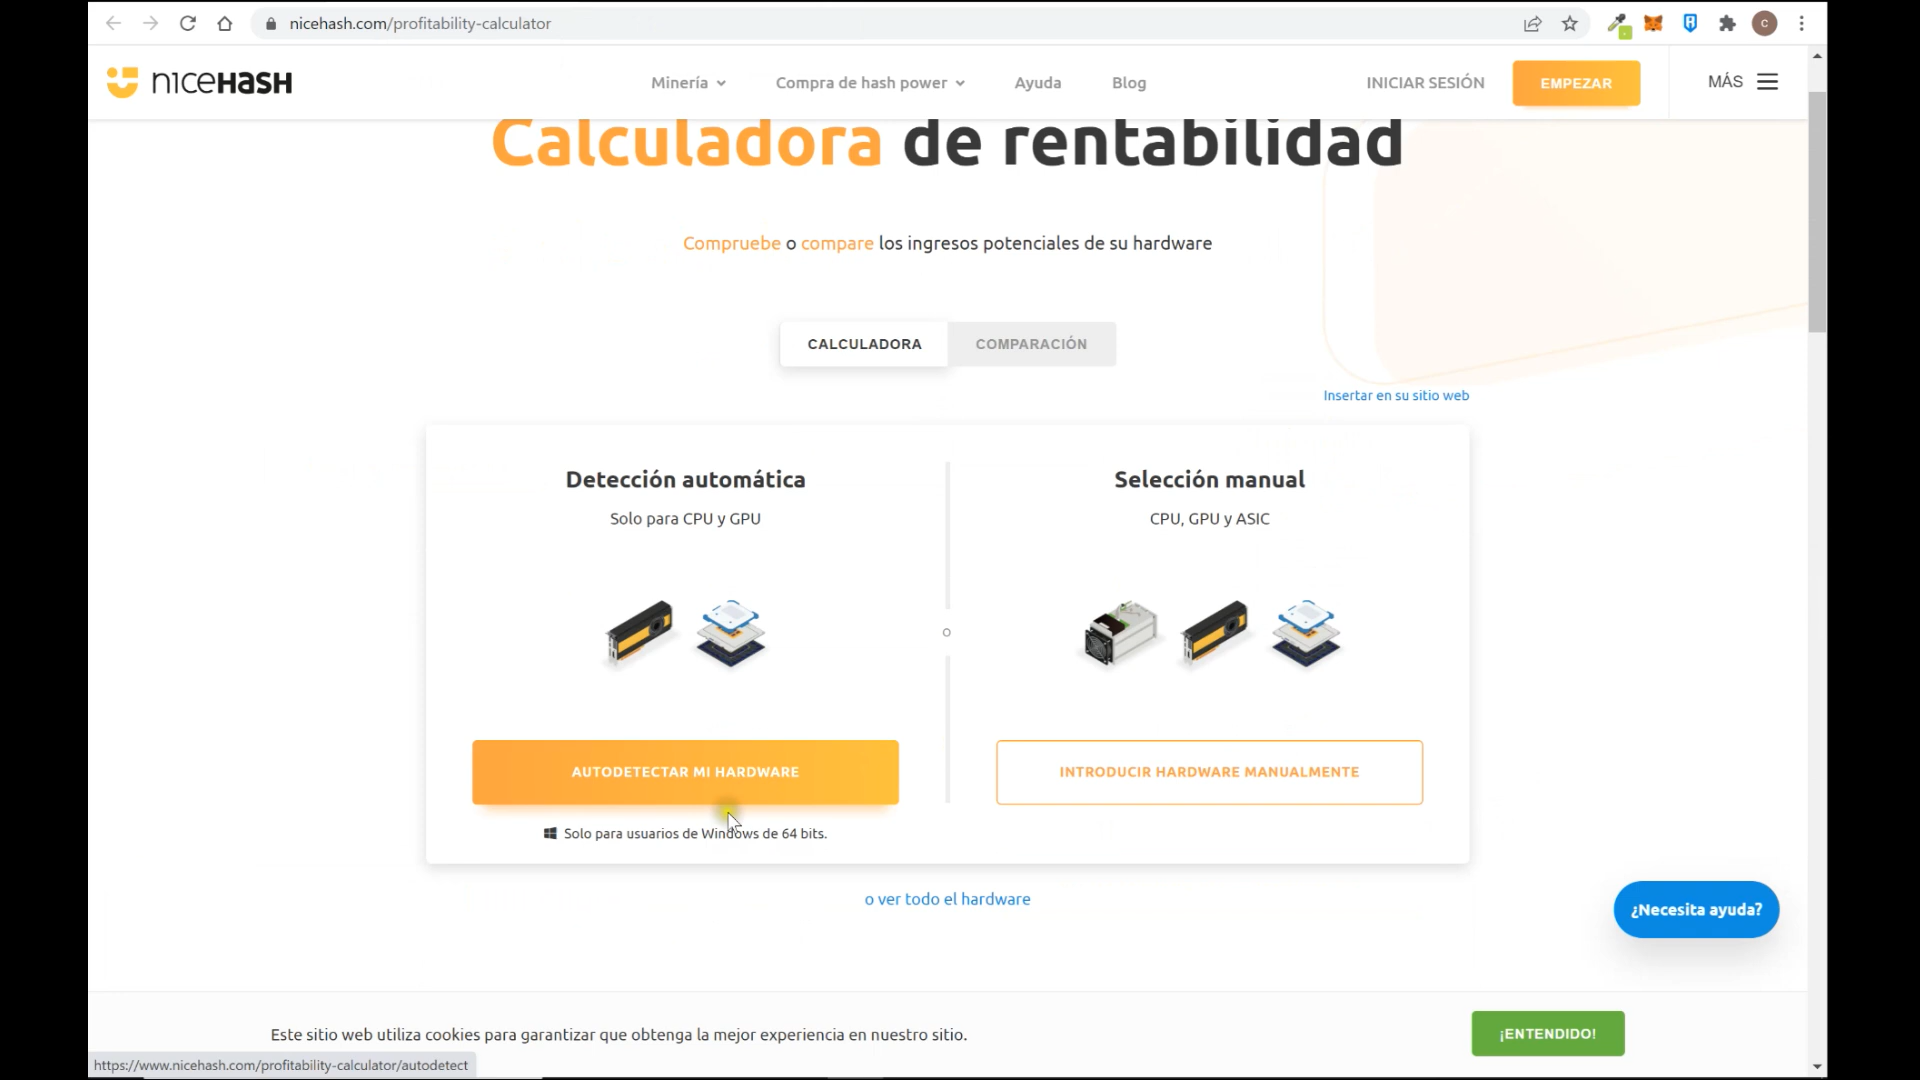 nicehash.com/profitability-calculator
C
nıceHasH
Minería
Compra de hash power
Ayuda
Blog
INICIAR SESIÓN
EMPEZAR
MÁS
Calculadora de rentabilidad
Compruebe o compare los ingresos potenciales de su hardware
CALCULADORA
COMPARACIÓN
Insertar en su sitio web
Detección automática
Solo para CPU y GPU
AUTODETECTAR MI HARDWARE
Solo para usuarios de Windows de 64 bits.
o
Selección manual
CPU, GPU y ASIC
INTRODUCIR HARDWARE MANUALMENTE
o ver todo el hardware
¿Necesita ayuda?
Este sitio web utiliza cookies para garantizar que obtenga la mejor experiencia en nuestro sitio.
¡ENTENDIDO!
https://www.nicehash.com/profitability-calculator/autodetect